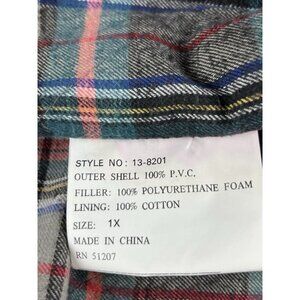 STYLE NO: 13-8201
OUTER SHELL 100% P.V.C.
FILLER: 100% POLYURETHANE FOAM
LINING: 100% COTTON
SIZE: 1X
MADE IN CHINA
RN 51207